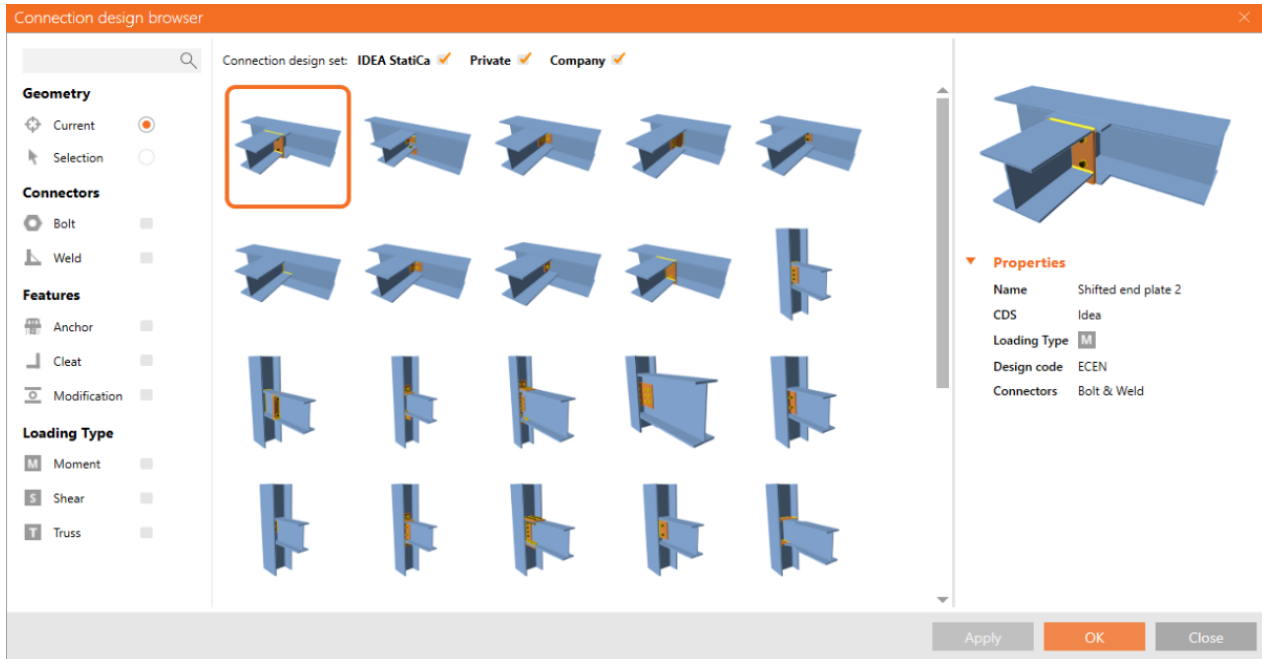 Connection design browser
Connection design set: IDEA StatiCa Private Company
Geometry
Current
Selection
Connectors
Bolt
Weld
Features
Anchor
Cleat
Modification
Loading Type
M Moment
S Shear
T Truss
Properties
Name Shifted end plate 2
CDS Idea
Loading Type M
Design code ECEN
Connectors Bolt & Weld
Apply OK Close